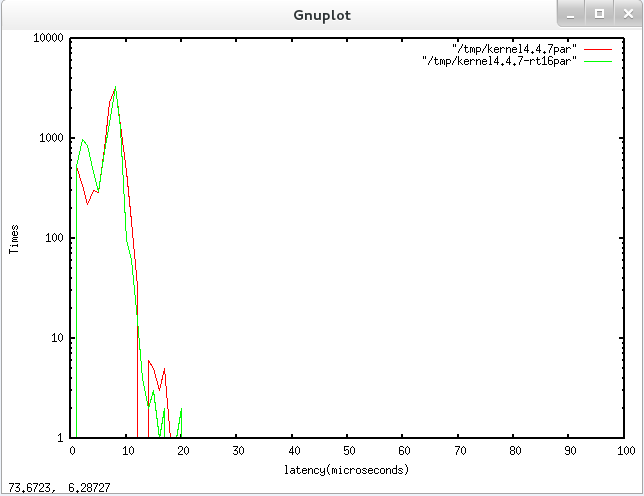 Gnuplot
10000
1000
100
10
1
Times
"/tmp/kernel4.4.7par"
"/tmp/kernel4.4.7-rt16par"
0 10 20 30 40 50 60 70 80 90 100
latency(microseconds)
73.6723, 6.28727